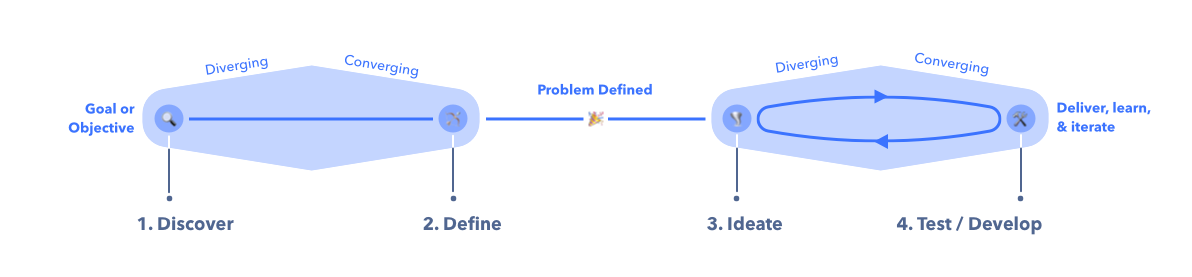 Diverging
Converging
Goal or
Objective
Problem Defined
Diverging
Converging
Deliver, learn,
& iterate
1. Discover
2. Define
3. Ideate
4. Test / Develop